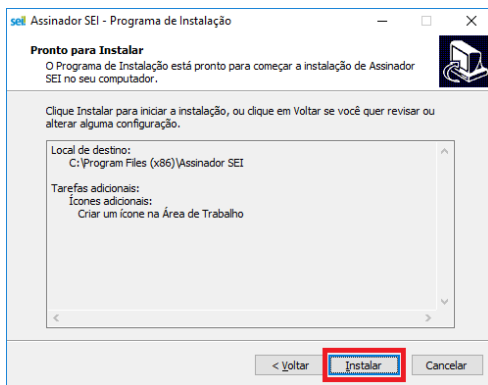 sei! Assinador SEI - Programa de Instalação
Pronto para Instalar
O Programa de Instalação está pronto para começar a instalação de Assinador
SEI no seu computador.
Clique Instalar para iniciar a instalação, ou clique em Voltar se você quer revisar ou
alterar alguma configuração.
Local de destino:
C:\Program Files (x86)\Assinador SEI
Tarefas adicionais:
Ícones adicionais:
Criar um ícone na Área de Trabalho
< Voltar Instalar Cancelar